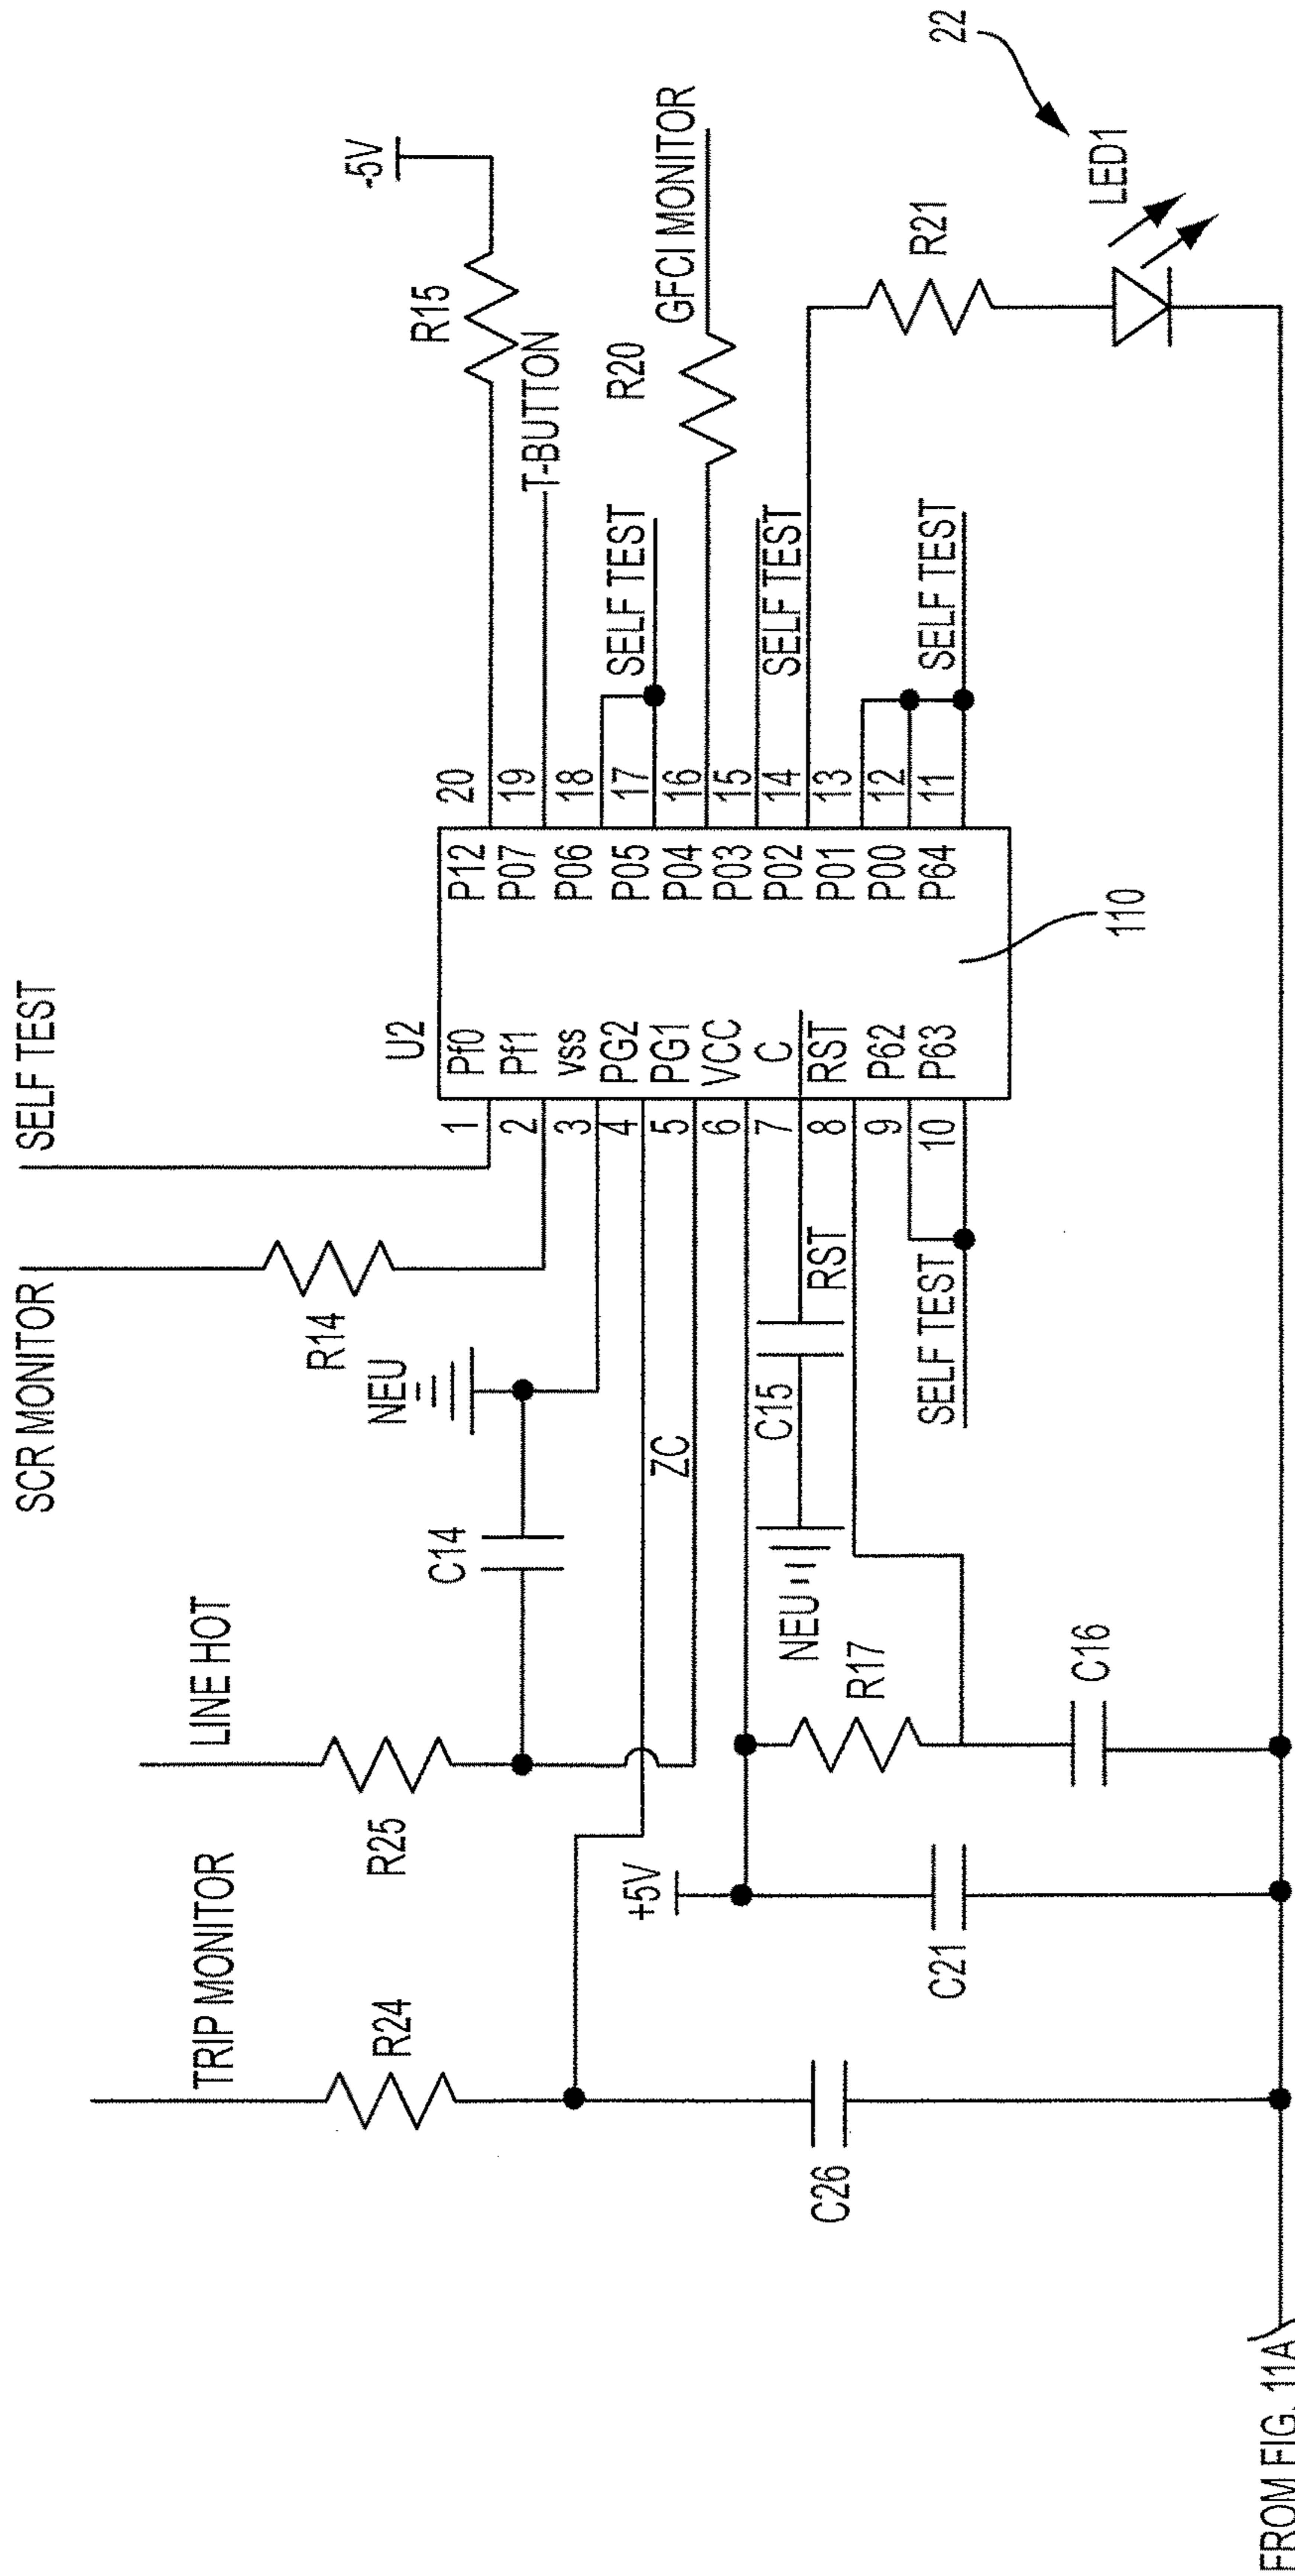 SCR MONITOR
SELF TEST
TRIP MONITOR
LINE HOT
R24
R25
C14
NEU
R14
U2
-5V
R15
T-BUTTON
SELF TEST
R20
GFCI MONITOR
SELF TEST
SELF TEST
R21
LED1
22
1 Pf0
2 Pf1
3 vss
4 PG2
5 PG1
6 VCC
7 C
8 RST
9 P62
10 P63
P12 20
P07 19
P06 18
P05 17
P04 16
P03 15
P02 14
P01 13
P00 12
P64 11
110
ZC
+5V
C15
RST
NEU
R17
SELF TEST
C26
C21
C16
FROM FIG. 11A